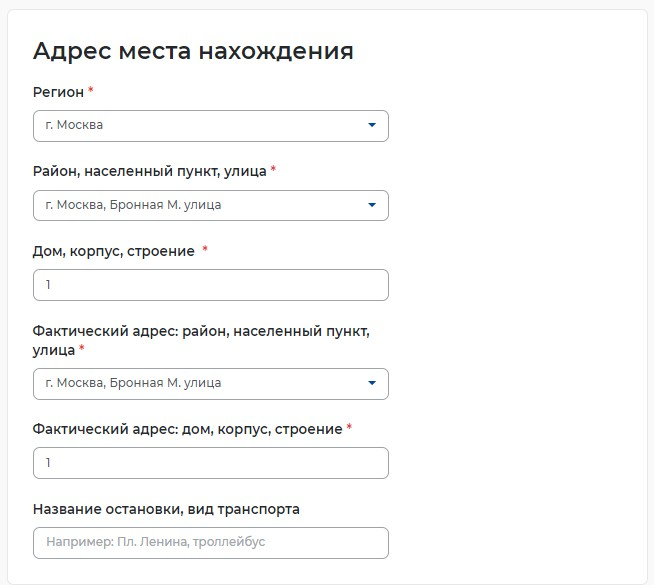 Адрес места нахождения
Регион *
г. Москва
Район, населенный пункт, улица *
г. Москва, Бронная М. улица
Дом, корпус, строение *
1
Фактический адрес: район, населенный пункт,
улица *
г. Москва, Бронная М. улица
Фактический адрес: дом, корпус, строение *
1
Название остановки, вид транспорта
Например: Пл. Ленина, троллейбус